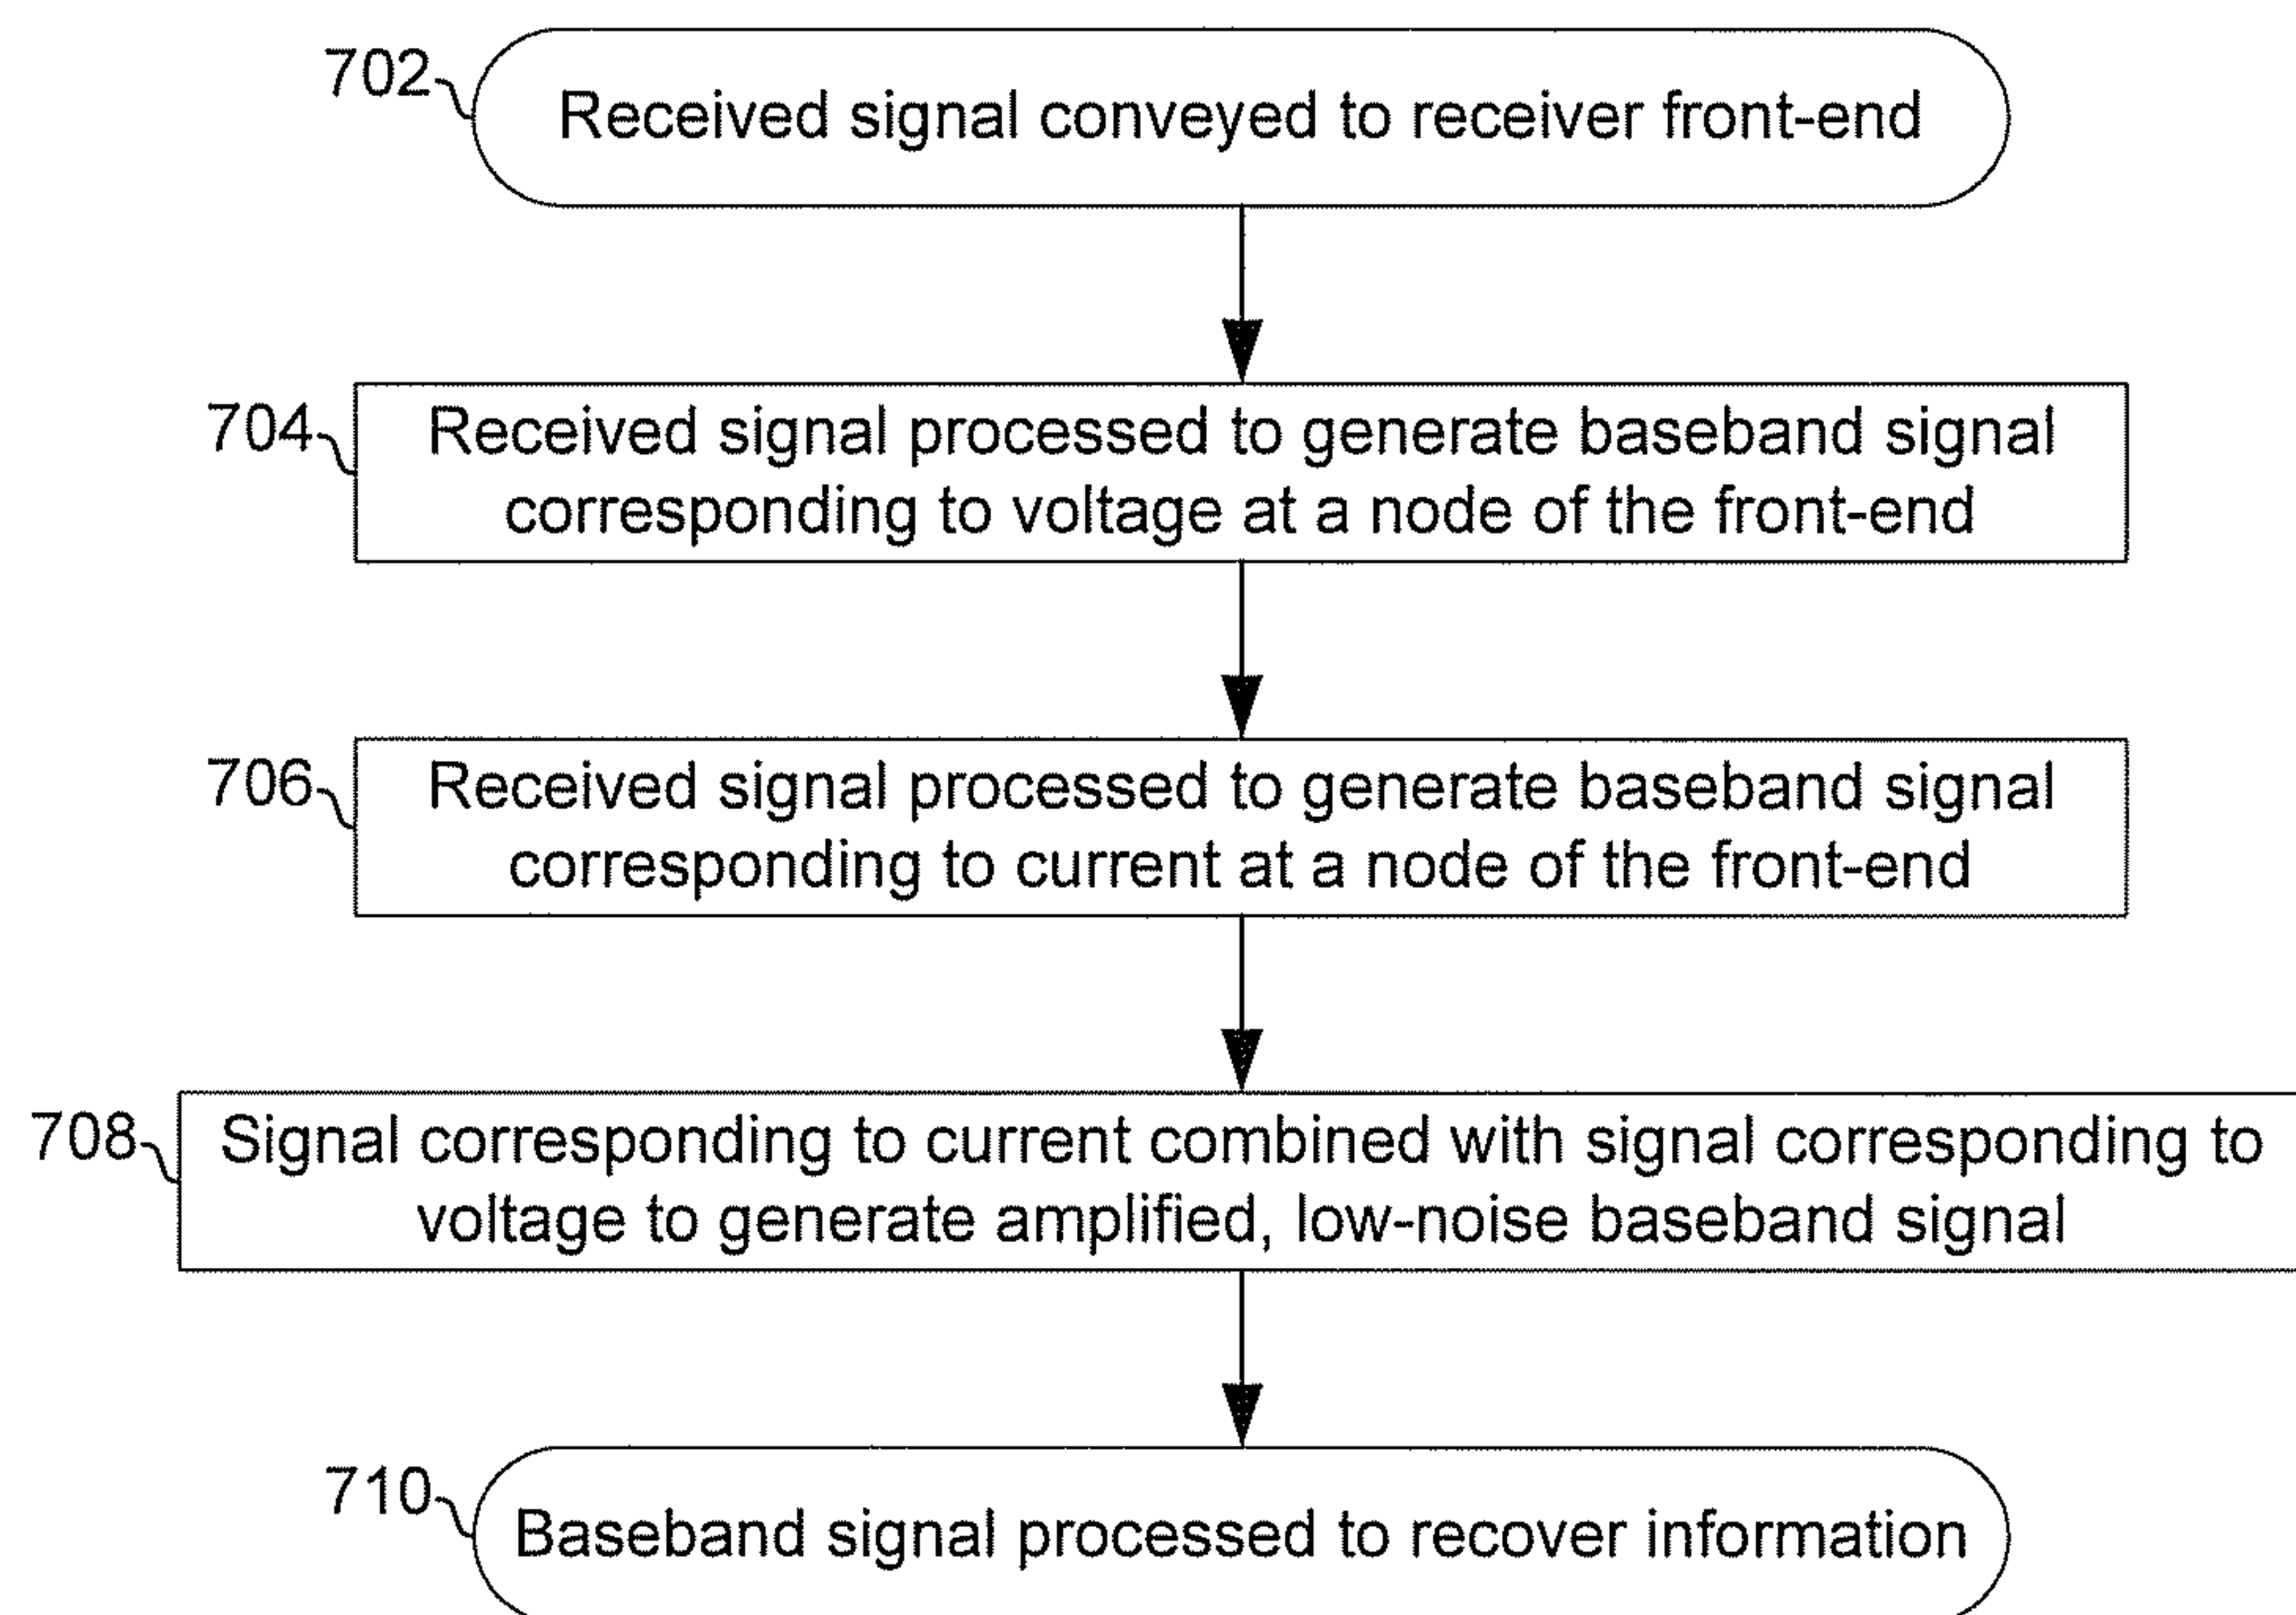 702
Received signal conveyed to receiver front-end
704
Received signal processed to generate baseband signal
corresponding to voltage at a node of the front-end
706
Received signal processed to generate baseband signal
corresponding to current at a node of the front-end
708
Signal corresponding to current combined with signal corresponding to
voltage to generate amplified, low-noise baseband signal
710
Baseband signal processed to recover information